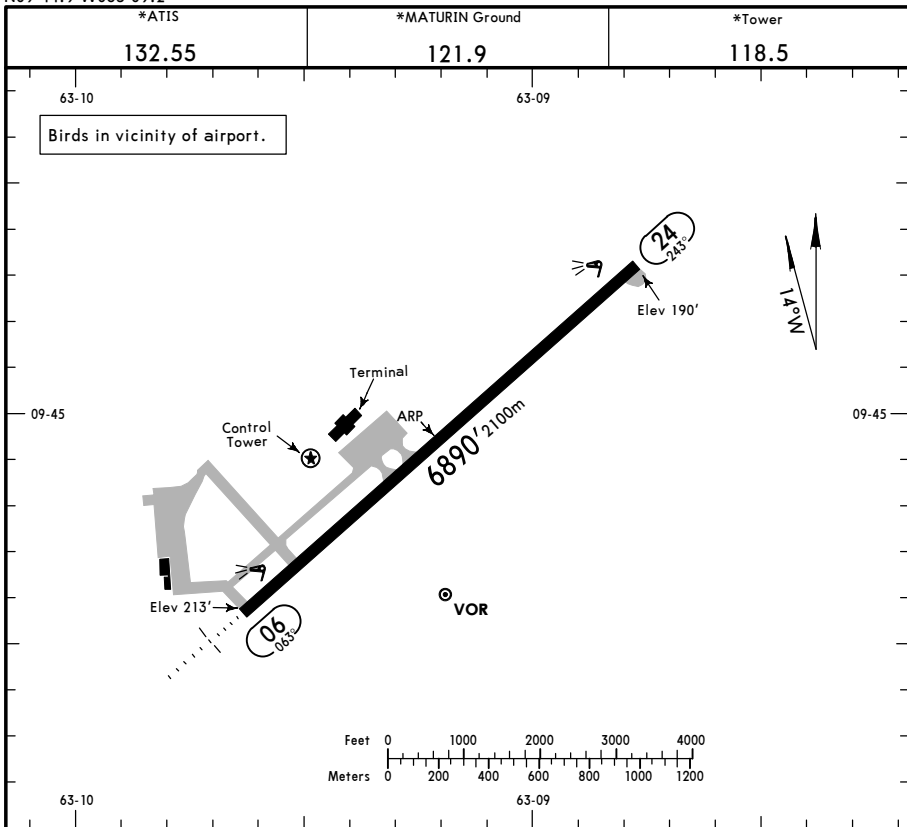 *ATIS
132.55
*MATURIN Ground
121.9
*Tower
118.5
63-10
63-09
Birds in vicinity of airport.
24
243°
Elev 190'
14°W
Terminal
ARP
Control
Tower
09-45
09-45
6890' 2100m
Elev 213'
06
063°
VOR
Feet 0 1000 2000 3000 4000
Meters 0 200 400 600 800 1000 1200
63-10
63-09